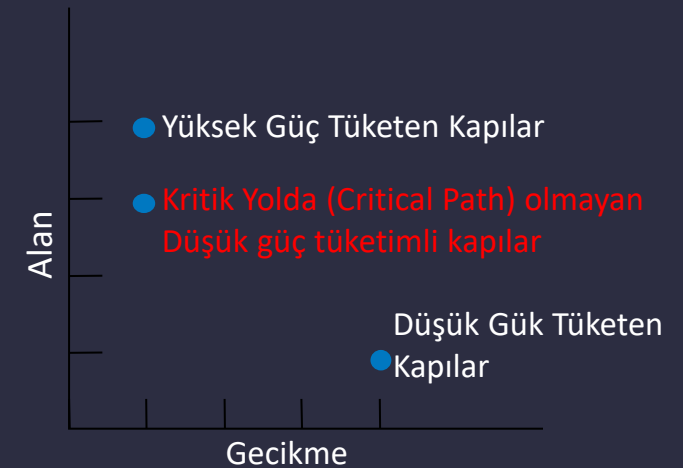 Yüksek Güç Tüketen Kapılar
Kritik Yolda (Critical Path) olmayan
Düşük güç tüketimli kapılar
Alan
Düşük Gük Tüketen
Kapılar
Gecikme